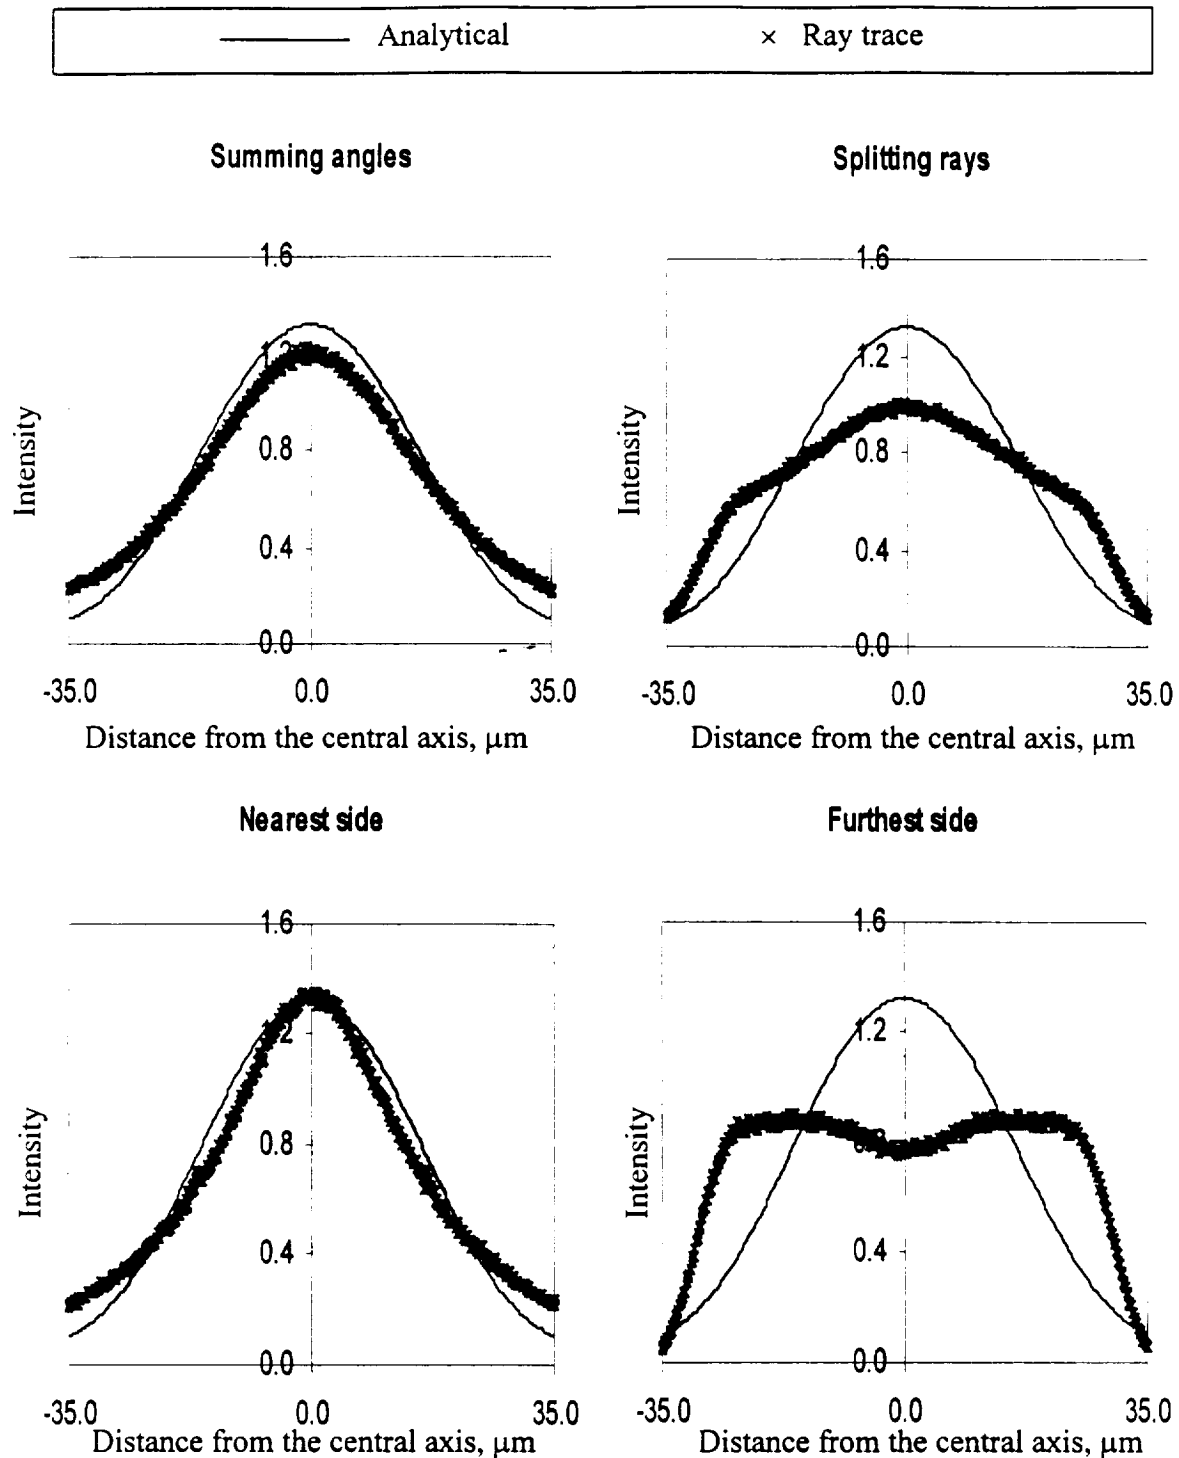 Analytical × Ray trace
Summing angles
1.6
1.2
0.8
0.4
0.0
Intensity
-35.0 0.0 35.0
Distance from the central axis, μm
Splitting rays
1.6
1.2
0.8
0.4
0.0
Intensity
-35.0 0.0 35.0
Distance from the central axis, μm
Nearest side
1.6
1.2
0.8
0.4
0.0
Intensity
-35.0 0.0 35.0
Distance from the central axis, μm
Furthest side
1.6
1.2
0.8
0.4
0.0
Intensity
-35.0 0.0 35.0
Distance from the central axis, μm